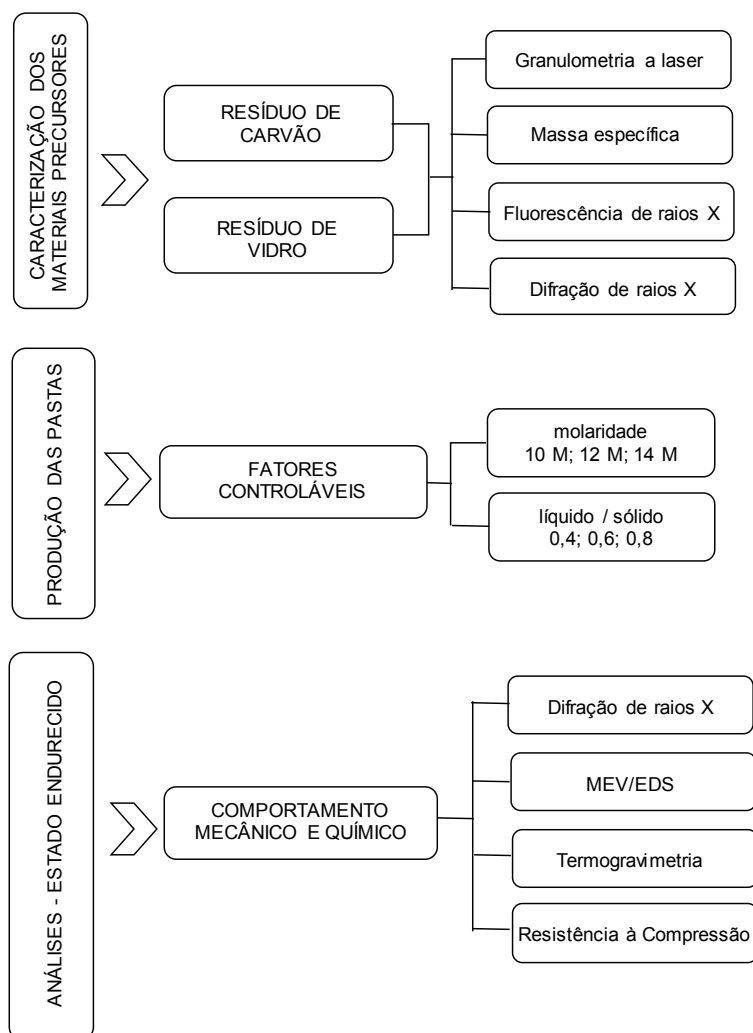 CARACTERIZAÇÃO DOS
MATERIAIS PRECURSORES
RESÍDUO DE
CARVÃO
RESÍDUO DE
VIDRO
Granulometria a laser
Massa específica
Fluorescência de raios X
Difração de raios X
PRODUÇÃO DAS PASTAS
FATORES
CONTROLÁVEIS
molaridade
10 M; 12 M; 14 M
líquido / sólido
0,4; 0,6; 0,8
ANÁLISES - ESTADO ENDURECIDO
COMPORTAMENTO
MECÂNICO E QUÍMICO
Difração de raios X
MEV/EDS
Termogravimetria
Resistência à Compressão